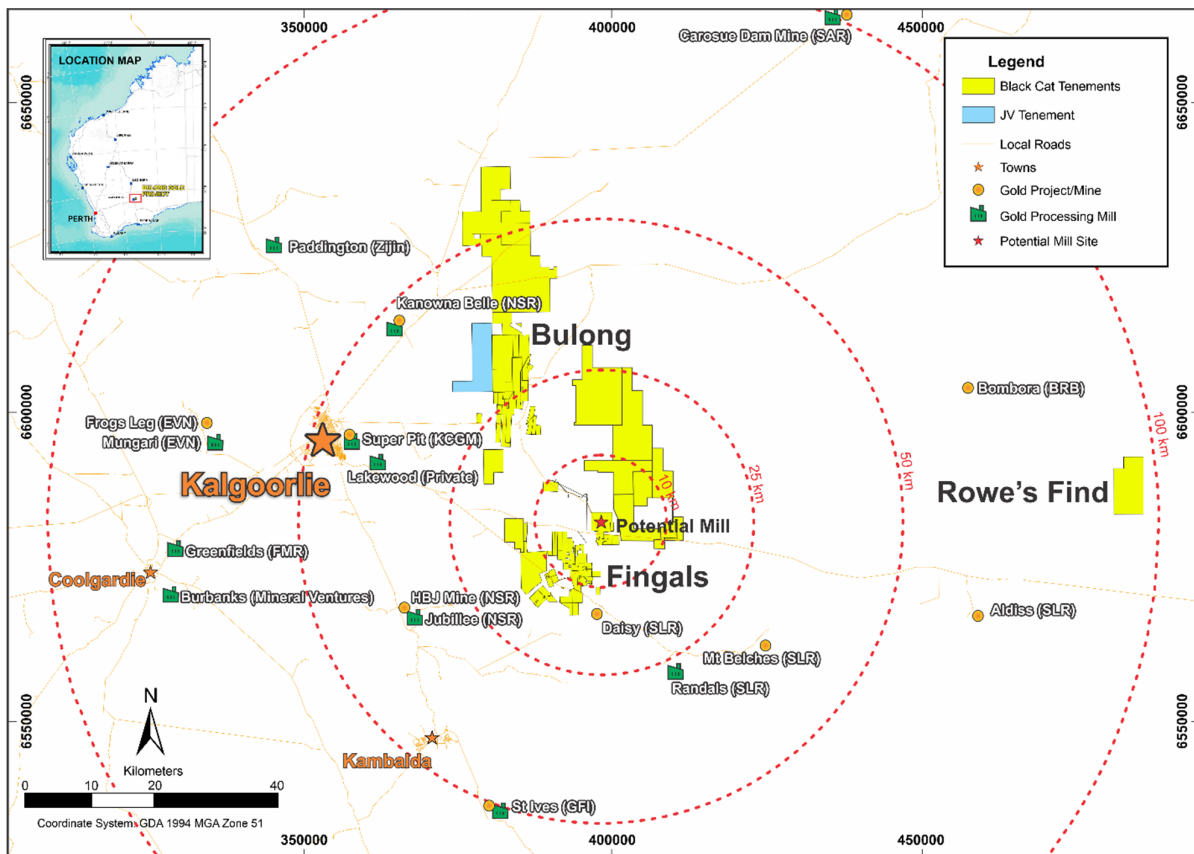 350000
400000
450000
Carosue Dam Mine (SAR)
LOCATION MAP
PERTH
6650000
6650000
Legend
Black Cat Tenements
JV Tenement
Local Roads
Towns
Gold Project/Mine
Gold Processing Mill
Potential Mill Site
Paddington (Zijin)
Kanowna Belle (NSR)
Bulong
Bombora (BRB)
6600000
6600000
Frogs Leg (EVN)
Mungari (EVN)
Super Pit (KCGM)
Lakewood (Private)
Kalgoorlie
10 km
25 km
50 km
100 km
Rowe's Find
Potential Mill
Greenfields (FMR)
Coolgardie
Burbanks (Mineral Ventures)
Fingals
HBJ Mine (NSR)
Jubillee (NSR)
Daisy (SLR)
Aldiss (SLR)
Mt Belches (SLR)
Randals (SLR)
6550000
6550000
N
Kilometers
0 10 20 40
Coordinate System: GDA 1994 MGA Zone 51
Kambalda
St Ives (GFI)
350000
400000
450000